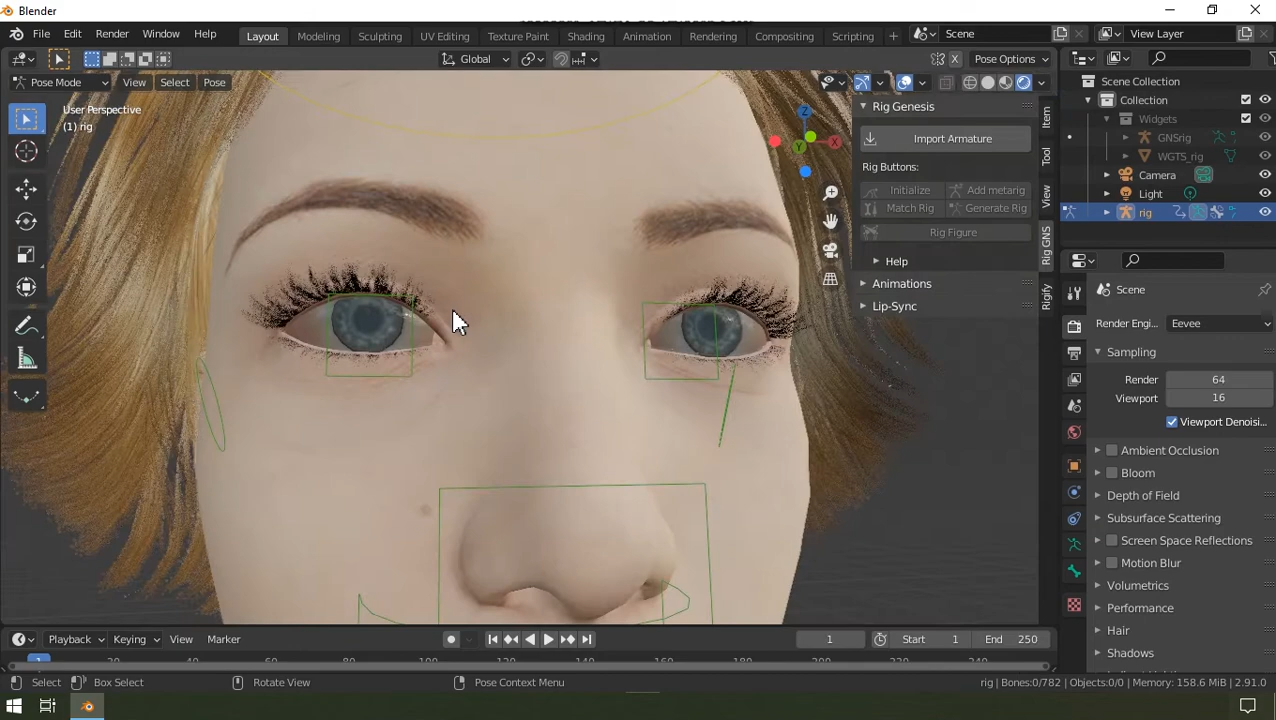 Blender
File Edit Render Window Help Layout Modeling Sculpting UV Editing Texture Paint Shading Animation Rendering Compositing Scripting Scene View Layer
Global Pose Options
Pose Mode View Select Pose
User Perspective
(1) rig
Z
X
Y
Rig Genesis
Import Armature
Rig Buttons:
Initialize Add metarig
Match Rig Generate Rig
Rig Figure
Help
Animations
Lip-Sync
Item
Tool
View
Rig GNS
Rigify
Scene Collection
Collection
Widgets
GNSrig
WGTS_rig
Camera
Light
rig
Scene
Render Engi... Eevee
Sampling
Render 64
Viewport 16
Viewport Denoisi...
Ambient Occlusion
Bloom
Depth of Field
Subsurface Scattering
Screen Space Reflections
Motion Blur
Volumetrics
Performance
Hair
Shadows
Playback Keying View Marker 1 Start 1 End 250
Select Box Select Rotate View Pose Context Menu rig | Bones:0/782 | Objects:0/0 | Memory: 158.6 MiB | 2.91.0